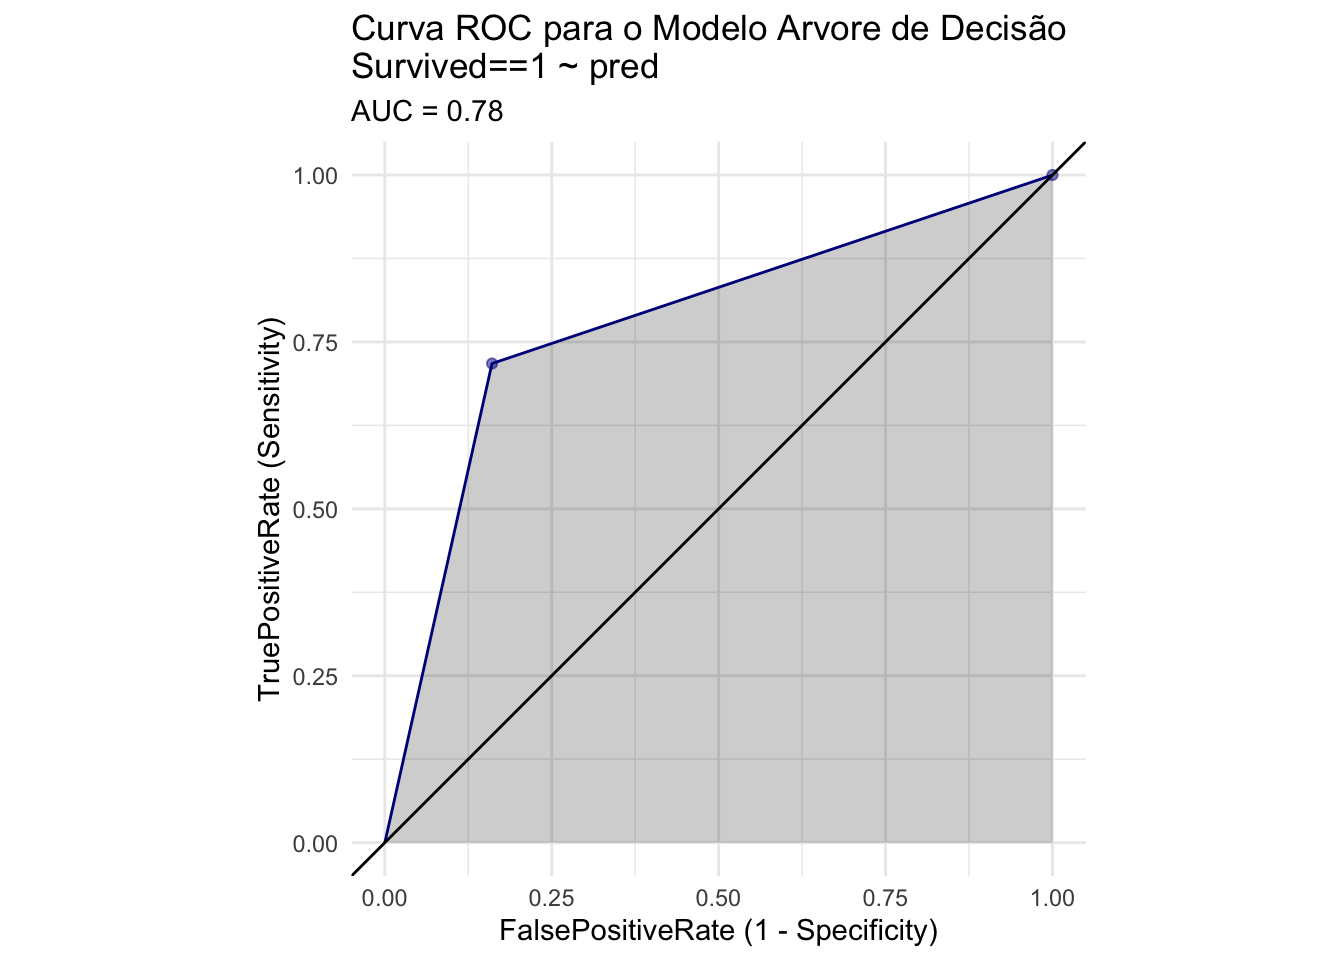 Curva ROC para o Modelo Arvore de Decisão
Survived==1 ~ pred
AUC = 0.78
1.00
0.75
0.50
0.25
0.00
TruePositiveRate (Sensitivity)
0.00 0.25 0.50 0.75 1.00
FalsePositiveRate (1 - Specificity)